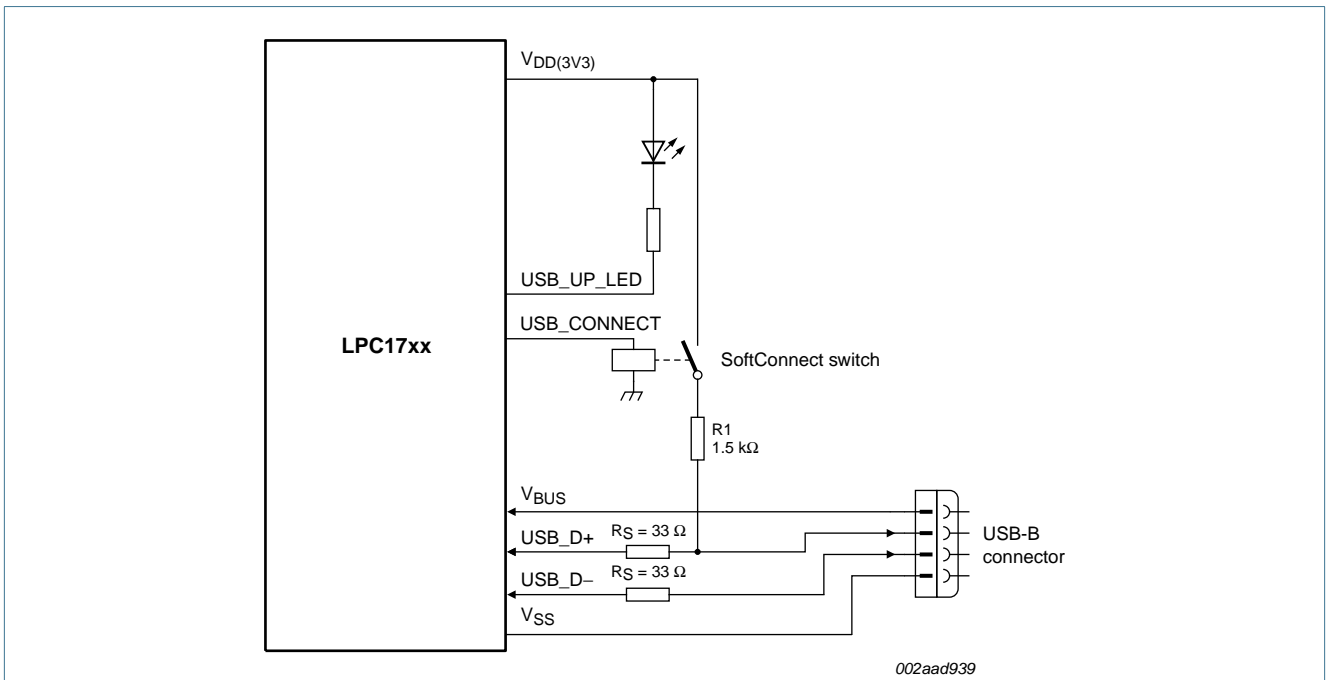 VDD(3V3)
USB_UP_LED
USB_CONNECT
LPC17xx
SoftConnect switch
R1
1.5 kΩ
VBUS
USB_D+
RS = 33 Ω
USB-B
connector
USB_D−
RS = 33 Ω
VSS
002aad939